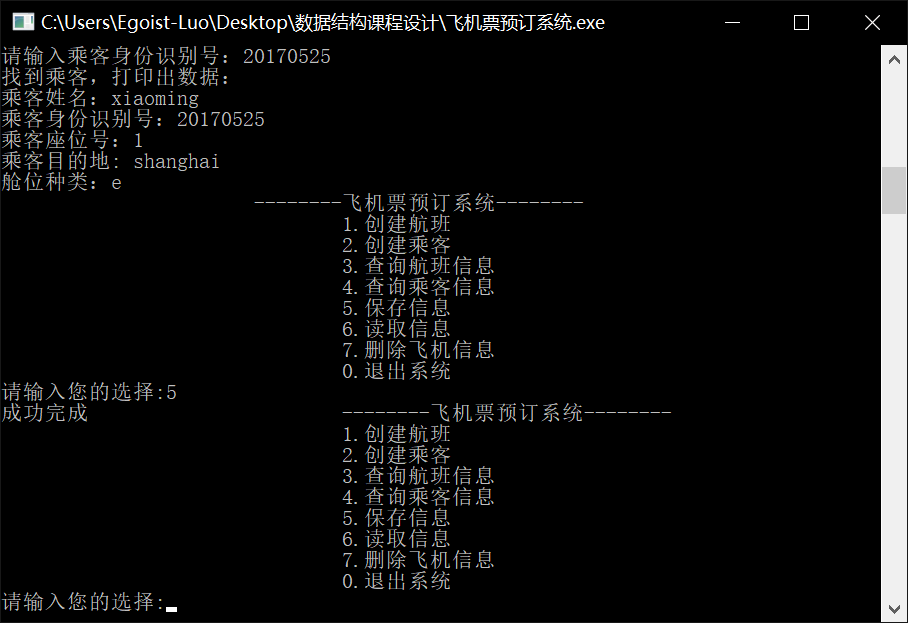 C:\Users\Egoist-Luo\Desktop\数据结构课程设计\飞机票预订系统.exe
请输入乘客身份识别号：20170525
找到乘客，打印出数据：
乘客姓名：xiaoming
乘客身份识别号：20170525
乘客座位号：1
乘客目的地：shanghai
舱位种类：e
--------飞机票预订系统--------
1.创建航班
2.创建乘客
3.查询航班信息
4.查询乘客信息
5.保存信息
6.读取信息
7.删除飞机信息
0.退出系统
请输入您的选择:5
成功完成 --------飞机票预订系统--------
1.创建航班
2.创建乘客
3.查询航班信息
4.查询乘客信息
5.保存信息
6.读取信息
7.删除飞机信息
0.退出系统
请输入您的选择: